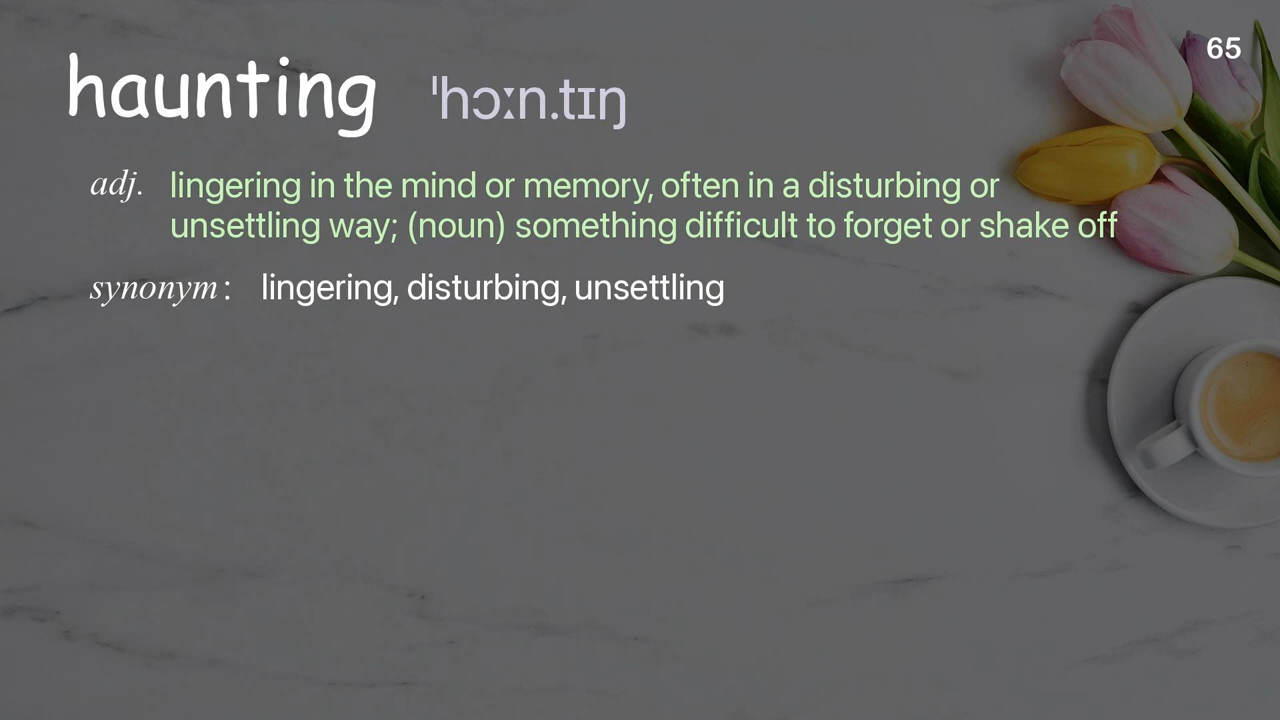 65
haunting ˈhɔːn.tɪŋ
adj. lingering in the mind or memory, often in a disturbing or
unsettling way; (noun) something difficult to forget or shake off
synonym : lingering, disturbing, unsettling